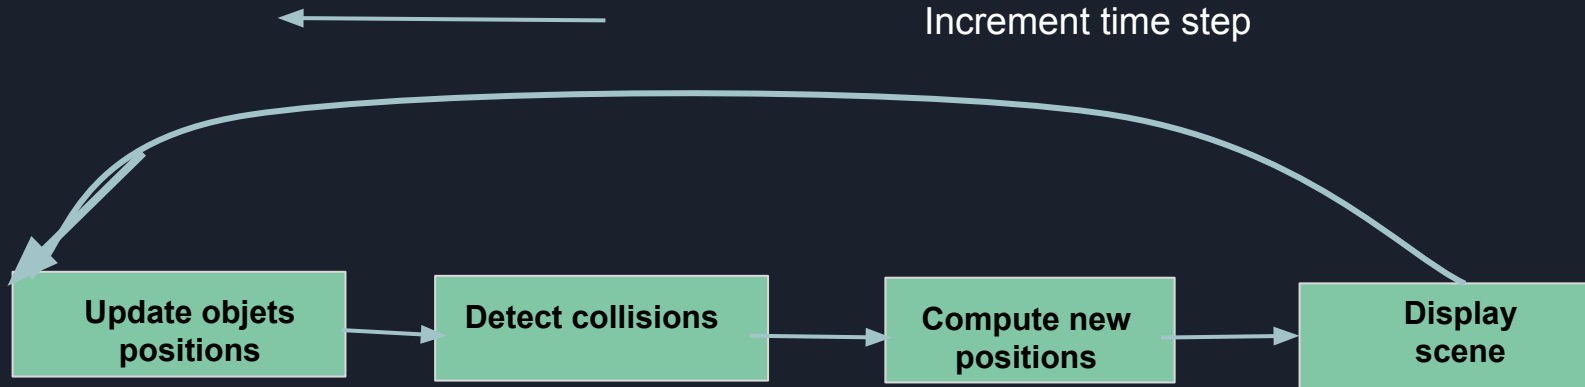 Increment time step
Update objets
positions
Detect collisions
Compute new
positions
Display
scene